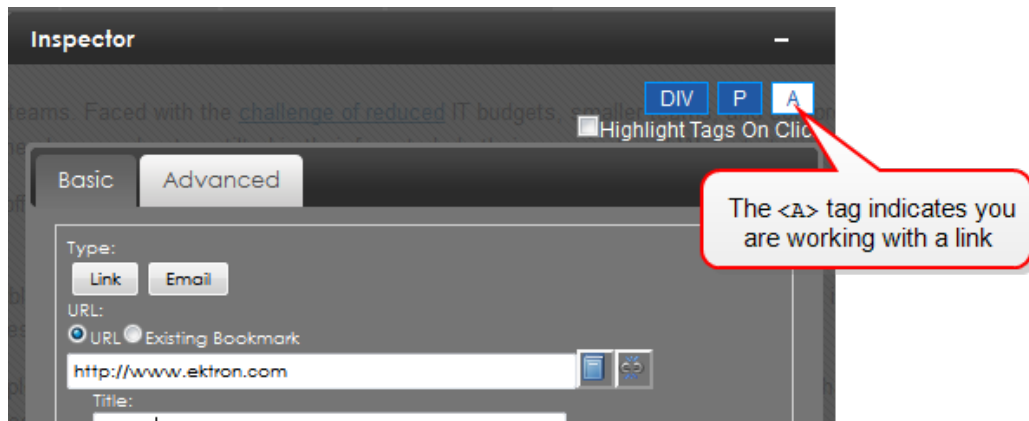 Inspector
DIV P A
teams. Faced with the challenge of reduced IT budgets,
Highlight Tags On Clic
Basic Advanced
The <A> tag indicates you
are working with a link
Type:
Link Email
URL:
URL Existing Bookmark
http://www.ektron.com
Title: